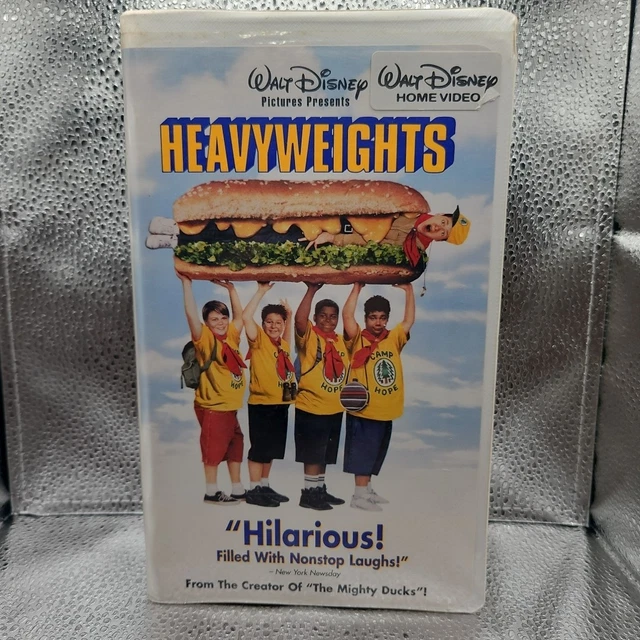 Walt Disney
Pictures Presents
Walt Disney
HOME VIDEO
HEAVYWEIGHTS
CAMP
HOPE
"Hilarious!
Filled With Nonstop Laughs!"
– New York Newsday
From The Creator Of "The Mighty Ducks"!